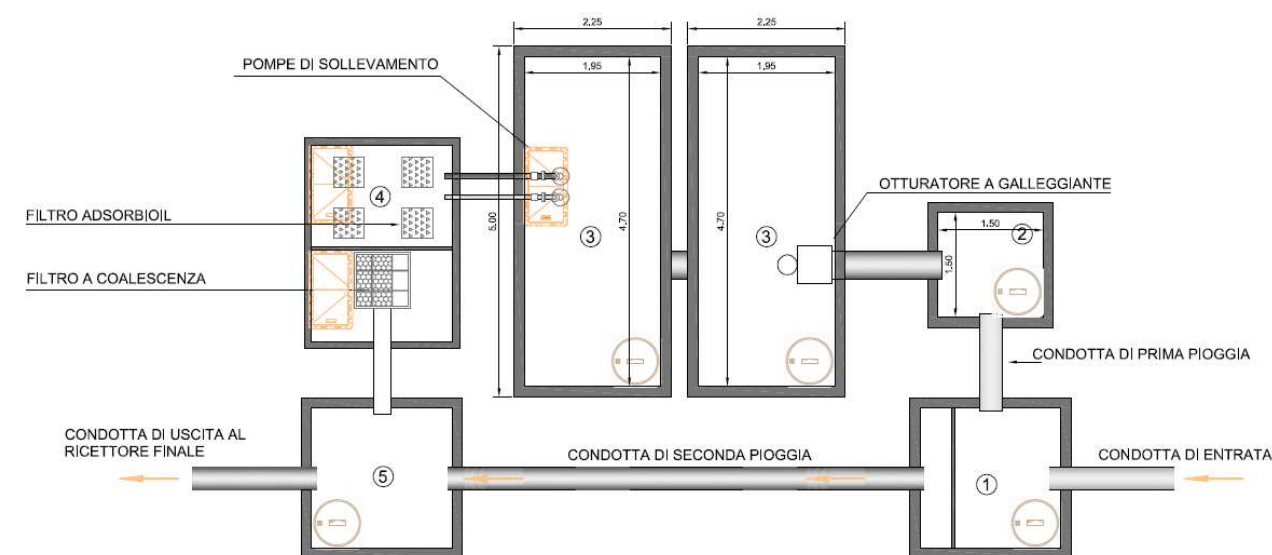 2.25
2.25
POMPE DI SOLLEVAMENTO
1.95
1.95
OTTURATORE A GALLEGGIANTE
4
FILTRO ADSORBIOIL
5.00
3
4.70
4.70
3
1.50
2
1.50
FILTRO A COALESCENZA
CONDOTTA DI PRIMA PIOGGIA
CONDOTTA DI USCITA AL
RICETTORE FINALE
CONDOTTA DI SECONDA PIOGGIA
CONDOTTA DI ENTRATA
5
1